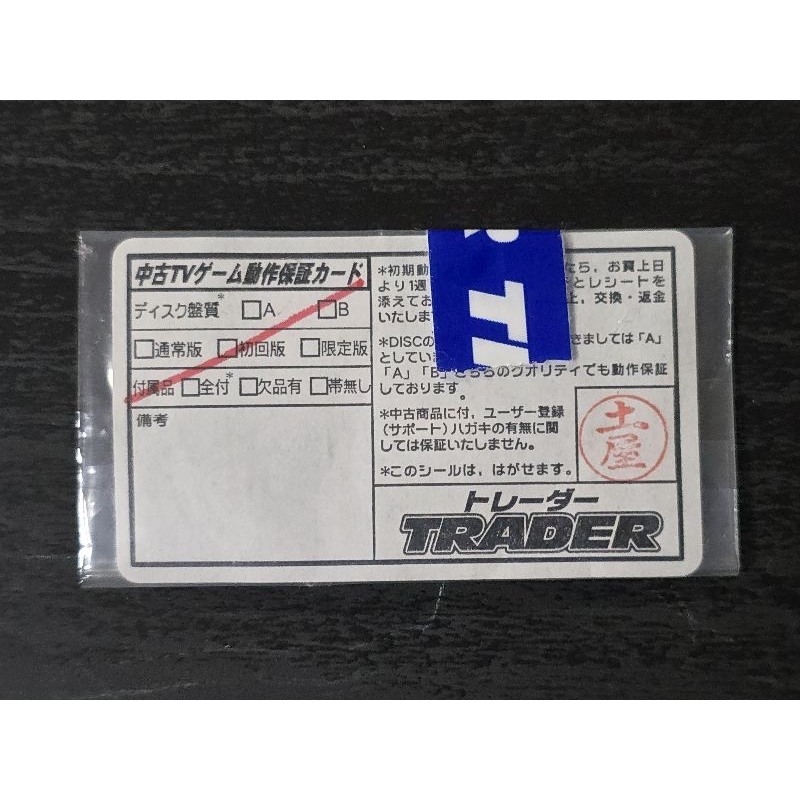 中古TVゲーム動作保証カード
ディスク盤質* □A □B
□通常版 □初回版 □限定版
付属品 □全付* □欠品有 □帯無し
備考
*初期動 たら、お買上日
より1週 とレシートを
添えてお 上、交換・返金
いたしま
*DISCの きましては「A」
としてい
「A」「B」どちらのクオリティでも動作保証
しております。
*中古商品に付、ユーザー登録
(サポート)ハガキの有無に関
しては保証いたしません。
*このシールは、はがせます。
土屋
トレーダー
TRADER
R TA